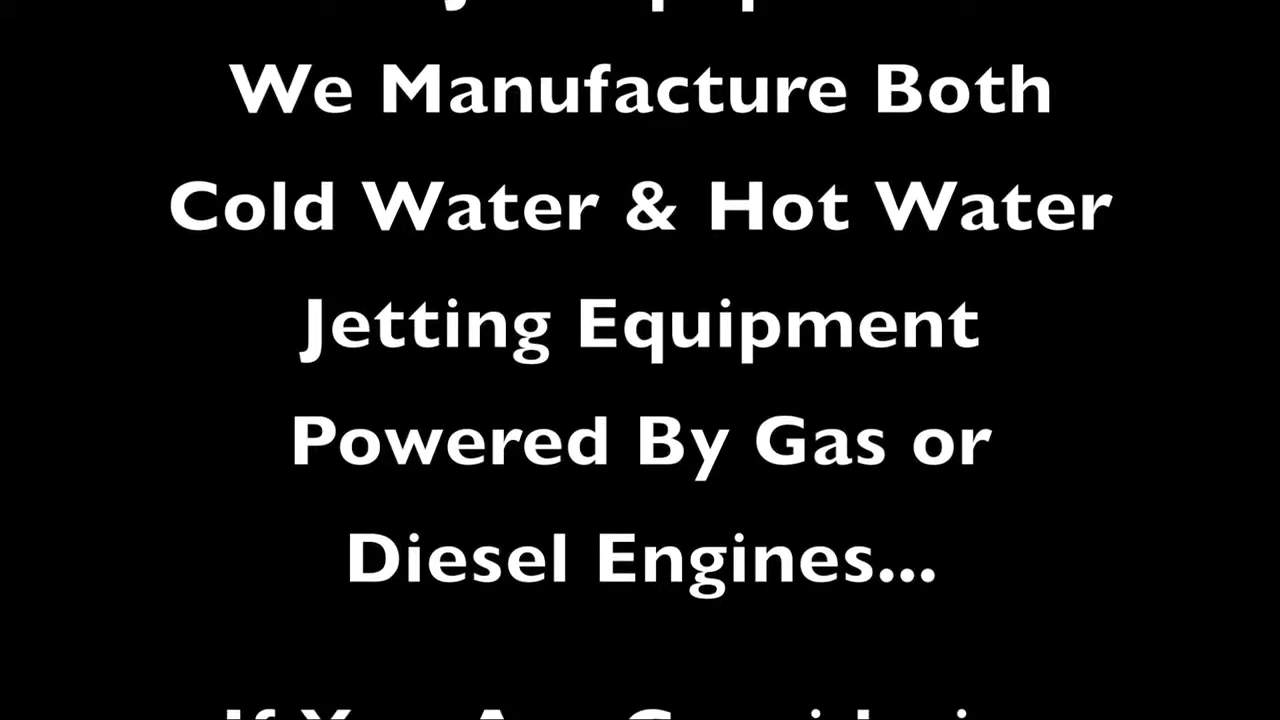 We Manufacture Both
Cold Water & Hot Water
Jetting Equipment
Powered By Gas or
Diesel Engines...